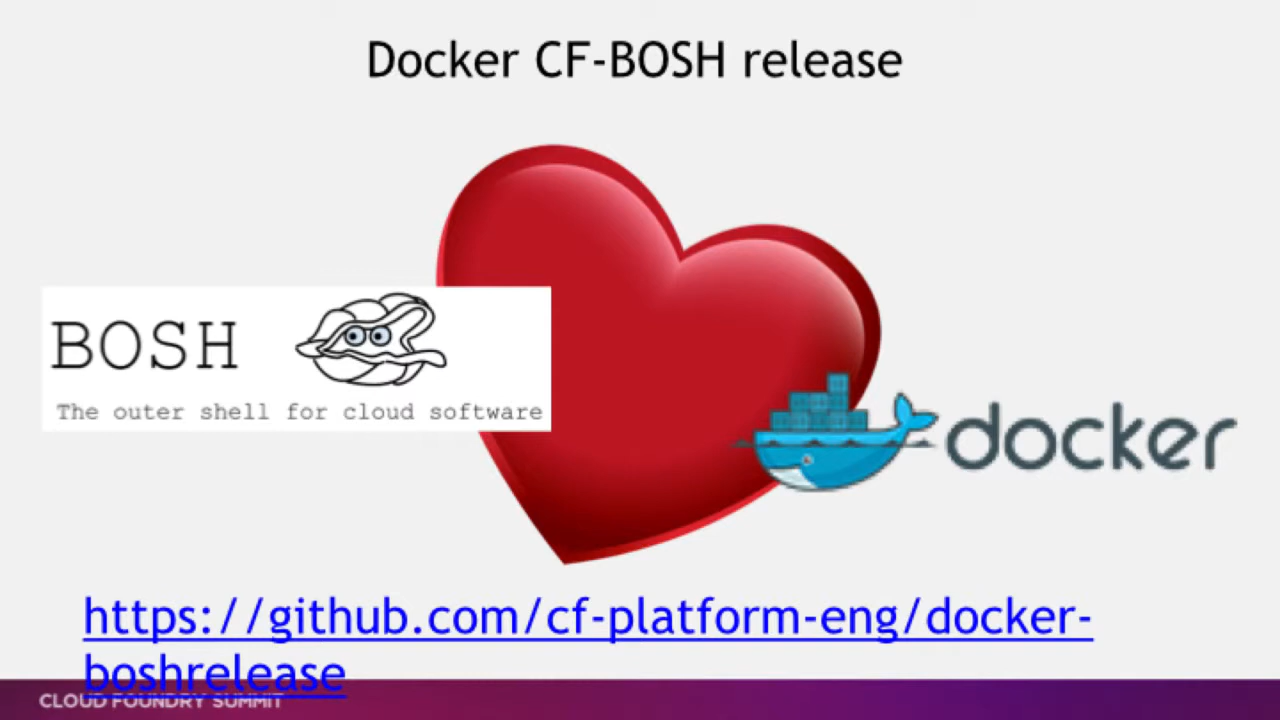 Docker CF-BOSH release
BOSH
The outer shell for cloud software
docker
https://github.com/cf-platform-eng/docker-
boshrelease
CLOUD FOUNDRY SUMMIT